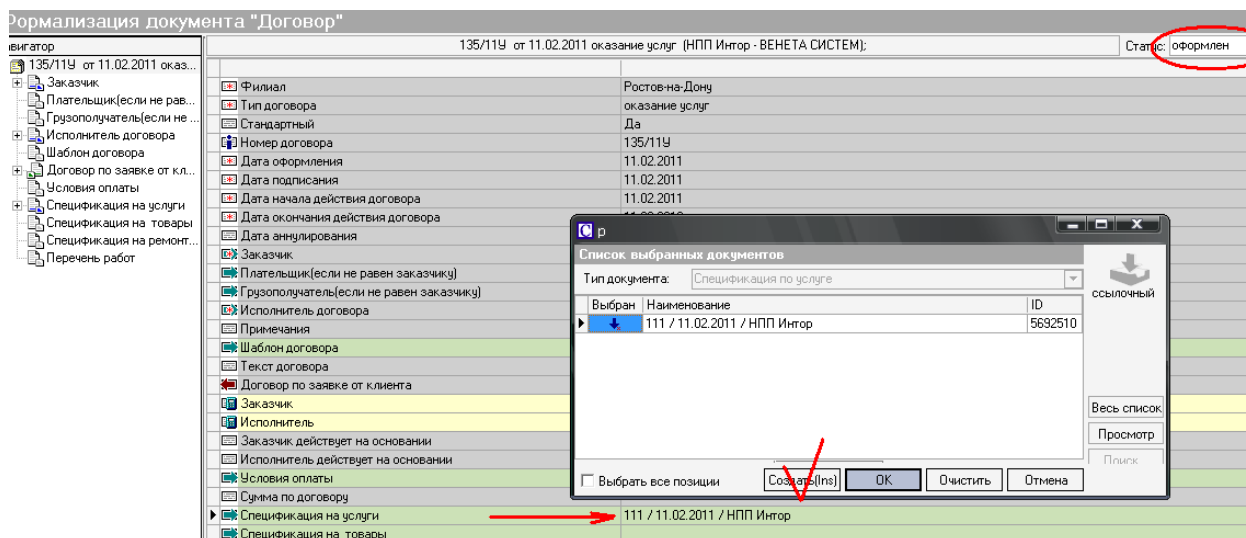 Формализация документа "Договор"
авигатор
135/11У от 11.02.2011 оказание услуг (НПП Интор - ВЕНЕТА СИСТЕМ);
Статус: оформлен
135/11У от 11.02.2011 оказ...
Заказчик
Плательщик(если не рав...
Грузополучатель(если не ...
Исполнитель договора
Шаблон договора
Договор по заявке от кл...
Условия оплаты
Спецификация на услуги
Спецификация на товары
Спецификация на ремонт...
Перечень работ
Филиал Ростов-на-Дону
Тип договора оказание услуг
Стандартный Да
Номер договора 135/11У
Дата оформления 11.02.2011
Дата подписания 11.02.2011
Дата начала действия договора 11.02.2011
Дата окончания действия договора
Дата аннулирования
Заказчик
Плательщик(если не равен заказчику)
Грузополучатель(если не равен заказчику)
Исполнитель договора
Примечания
Шаблон договора
Текст договора
Договор по заявке от клиента
Заказчик
Исполнитель
Заказчик действует на основании
Исполнитель действует на основании
Условия оплаты
Сумма по договору
Спецификация на услуги 111 / 11.02.2011 / НПП Интор
Спецификация на товары
р
Список выбранных документов
Тип документа: Спецификация по услуге
ссылочный
Выбран Наименование ID
111 / 11.02.2011 / НПП Интор 5692510
Весь список
Просмотр
Поиск
Выбрать все позиции Создать(Ins) OK Очистить Отмена